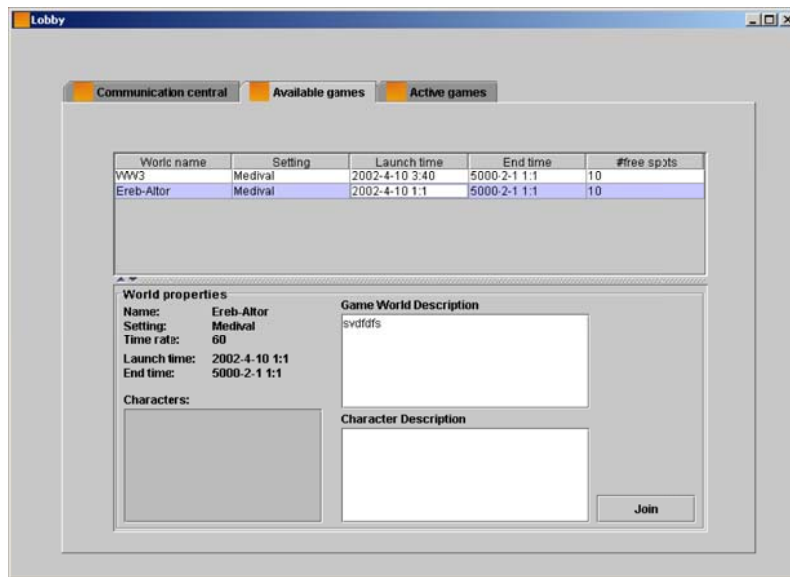 Lobby
Communication central Available games Active games
World name Setting Launch time End time #free spots
WW3 Medival 2002-4-10 3:40 5000-2-1 1:1 10
Ereb-Altor Medival 2002-4-10 1:1 5000-2-1 1:1 10
World properties
Name: Ereb-Altor
Setting: Medival
Time rate: 60
Launch time: 2002-4-10 1:1
End time: 5000-2-1 1:1
Characters:
Game World Description
svdfdfs
Character Description
Join